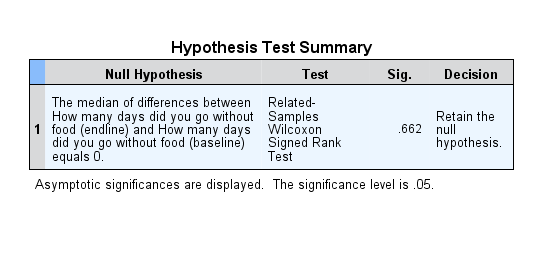 Hypothesis Test Summary
Null Hypothesis Test Sig. Decision
1 The median of differences between How many days did you go without food (endline) and How many days did you go without food (baseline) equals 0. Related-Samples Wilcoxon Signed Rank Test .662 Retain the null hypothesis.
Asymptotic significances are displayed. The significance level is .05.